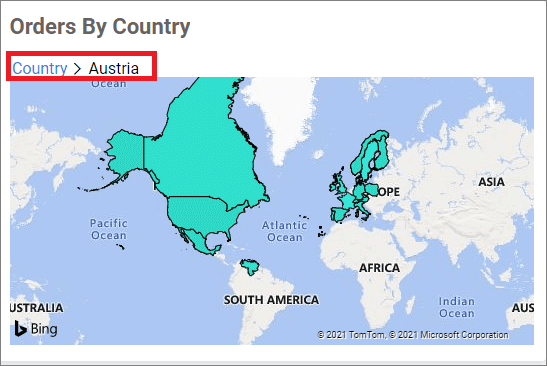 Orders By Country
Country > Austria
Ocean
ASIA
OPE
Pacific
Ocean
Atlantic
Ocean
AFRICA
Indian
Ocean
SOUTH AMERICA
USTRALIA
AUS
Bing
© 2021 TomTom, © 2021 Microsoft Corporation